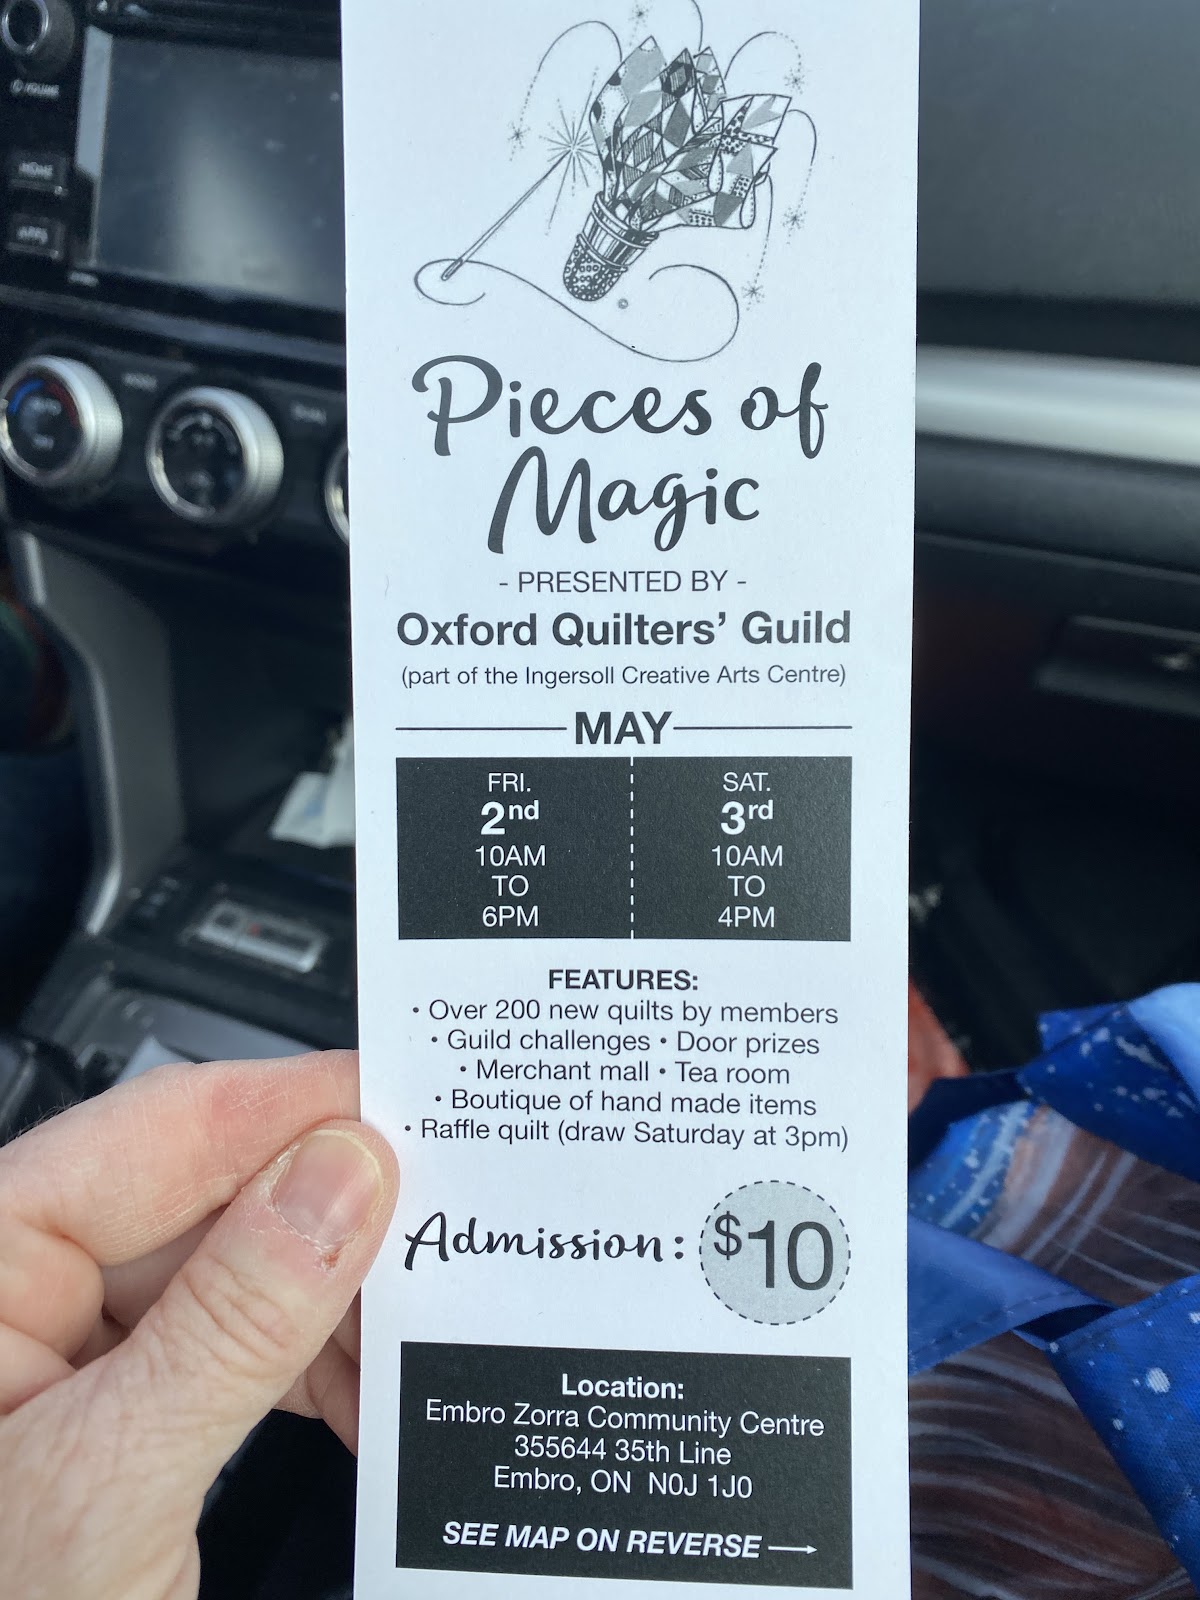 VOLUME
HOME
APPS
Pieces of
Magic
- PRESENTED BY -
Oxford Quilters’ Guild
(part of the Ingersoll Creative Arts Centre)
MAY
FRI.
2nd
10AM
TO
6PM
SAT.
3rd
10AM
TO
4PM
FEATURES:
• Over 200 new quilts by members
• Guild challenges • Door prizes
• Merchant mall • Tea room
• Boutique of hand made items
• Raffle quilt (draw Saturday at 3pm)
Admission: $10
Location:
Embro Zorra Community Centre
355644 35th Line
Embro, ON N0J 1J0
SEE MAP ON REVERSE